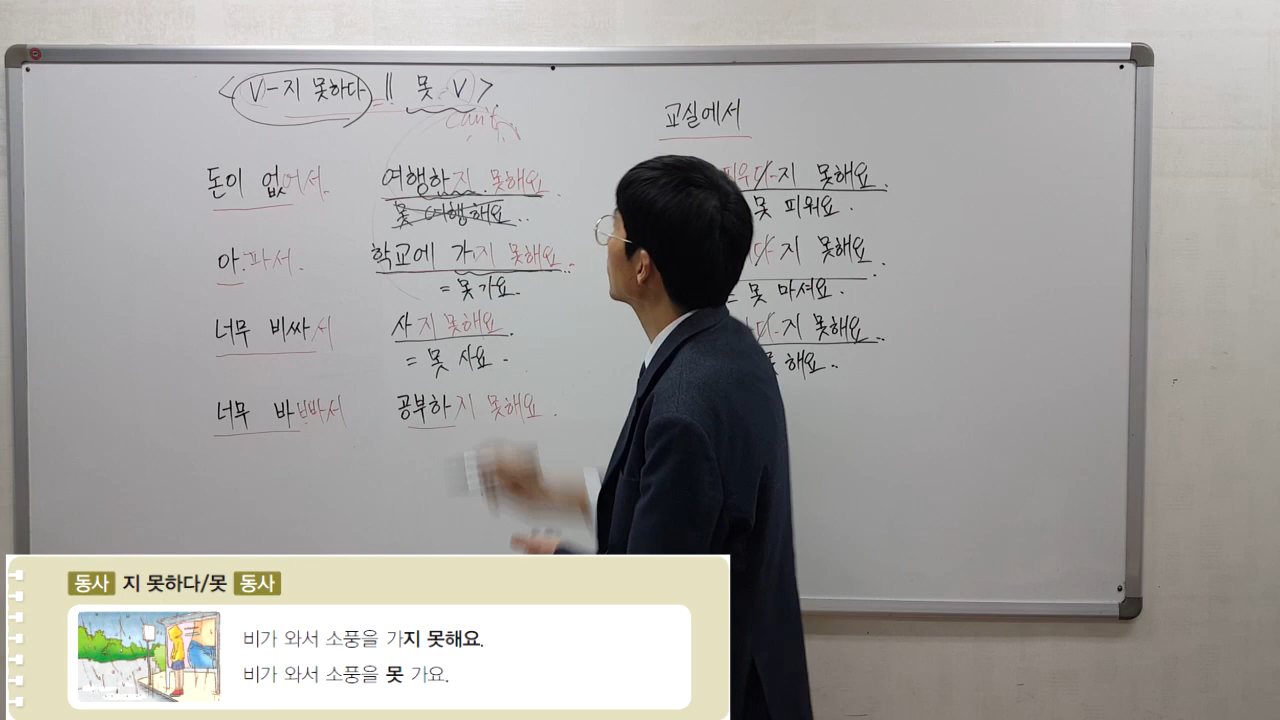 <V-지 못하다 || 못 V>
can't
돈이 없어서. 여행하지 못해요.
못 여행해요..
아.파서. 학교에 가지 못해요..
= 못 가요.
너무 비싸서 사지 못해요.
= 못 사요.
너무 바빠서 공부하지 못해요.
교실에서
피우다-지 못해요.
못 피워요.
다-지 못해요.
= 못 마셔요.
다-지 못해요..
해요..
동사 지 못하다/못 동사
비가 와서 소풍을 가지 못해요.
비가 와서 소풍을 못 가요.